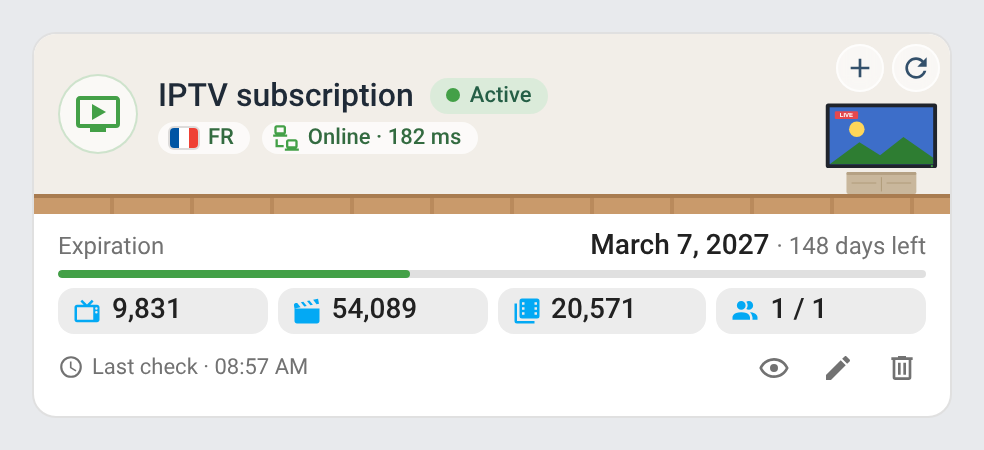 IPTV subscription
Active
FR
Online · 182 ms
LIVE
Expiration
March 7, 2027 · 148 days left
9,831
54,089
20,571
1 / 1
Last check · 08:57 AM